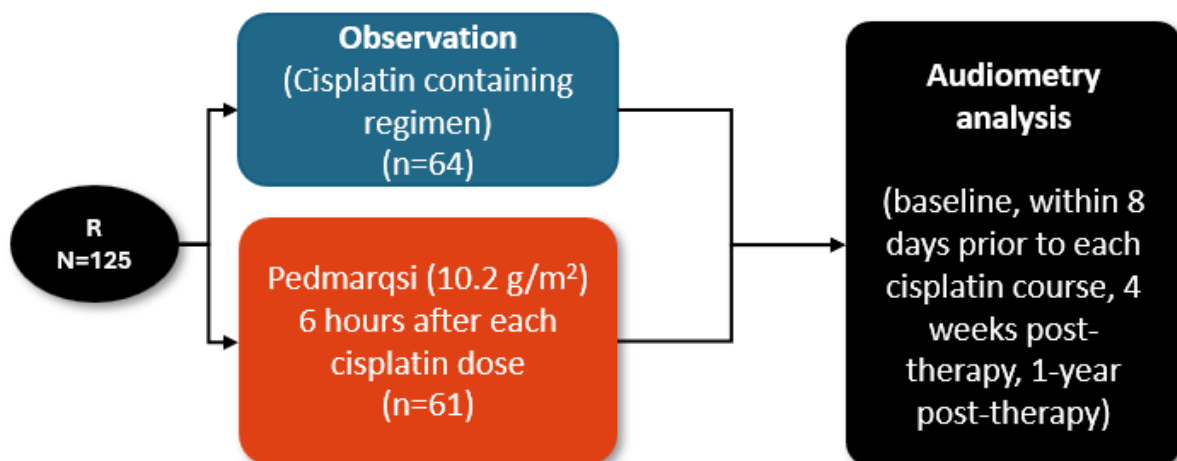 R
N=125
Observation
(Cisplatin containing
regimen)
(n=64)
Pedmarqsi (10.2 g/m²)
6 hours after each
cisplatin dose
(n=61)
Audiometry
analysis
(baseline, within 8
days prior to each
cisplatin course, 4
weeks post-
therapy, 1-year
post-therapy)